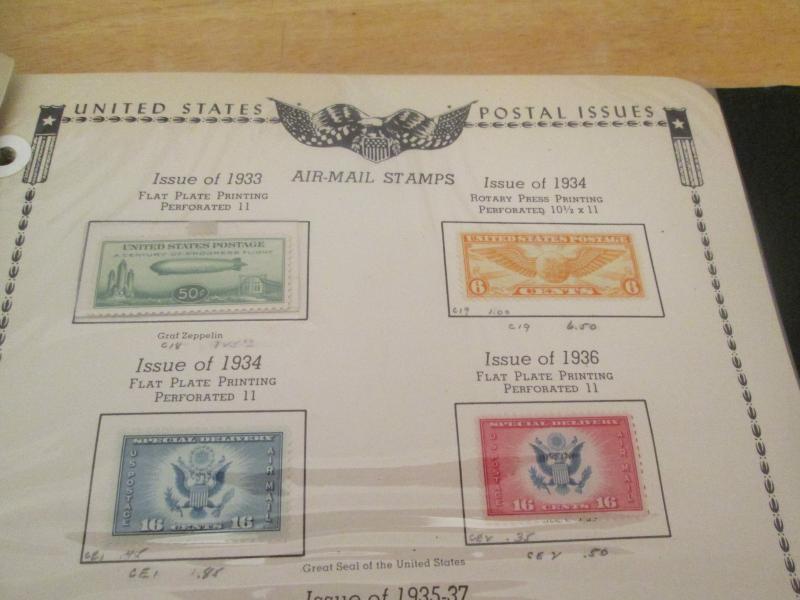 UNITED STATES POSTAL ISSUES
AIR-MAIL STAMPS
Issue of 1933
FLAT PLATE PRINTING
PERFORATED 11
UNITED STATES POSTAGE
A CENTURY OF PROGRESS FLIGHT
50¢
Graf Zeppelin
C18
Issue of 1934
ROTARY PRESS PRINTING
PERFORATED 10½ x 11
UNITED STATES POSTAGE
6 CENTS 6
C19 1.00
C19 6.50
Issue of 1934
FLAT PLATE PRINTING
PERFORATED 11
SPECIAL DELIVERY
U.S. POSTAGE
AIR MAIL
16 CENTS 16
CE1 .45
CE1 .85
Issue of 1936
FLAT PLATE PRINTING
PERFORATED 11
SPECIAL DELIVERY
U.S. POSTAGE
AIR MAIL
16 CENTS 16
CE2 .35
CE2 .50
Great Seal of the United States
Issue of 1935-37